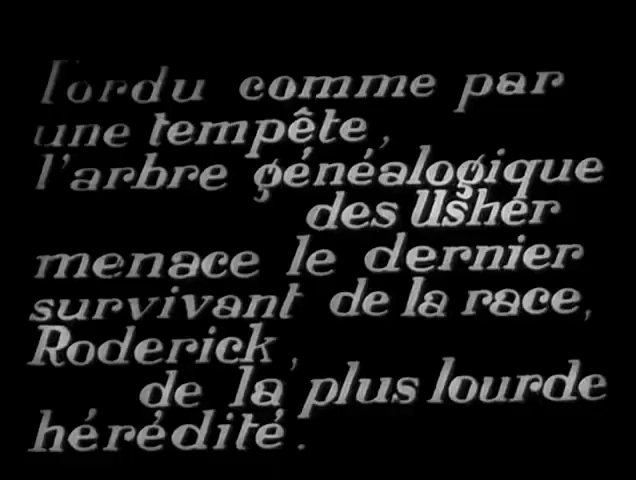 Tordu comme par
une tempête,
l'arbre généalogique
des Usher
menace le dernier
survivant de la race,
Roderick,
de la plus lourde
hérédité.